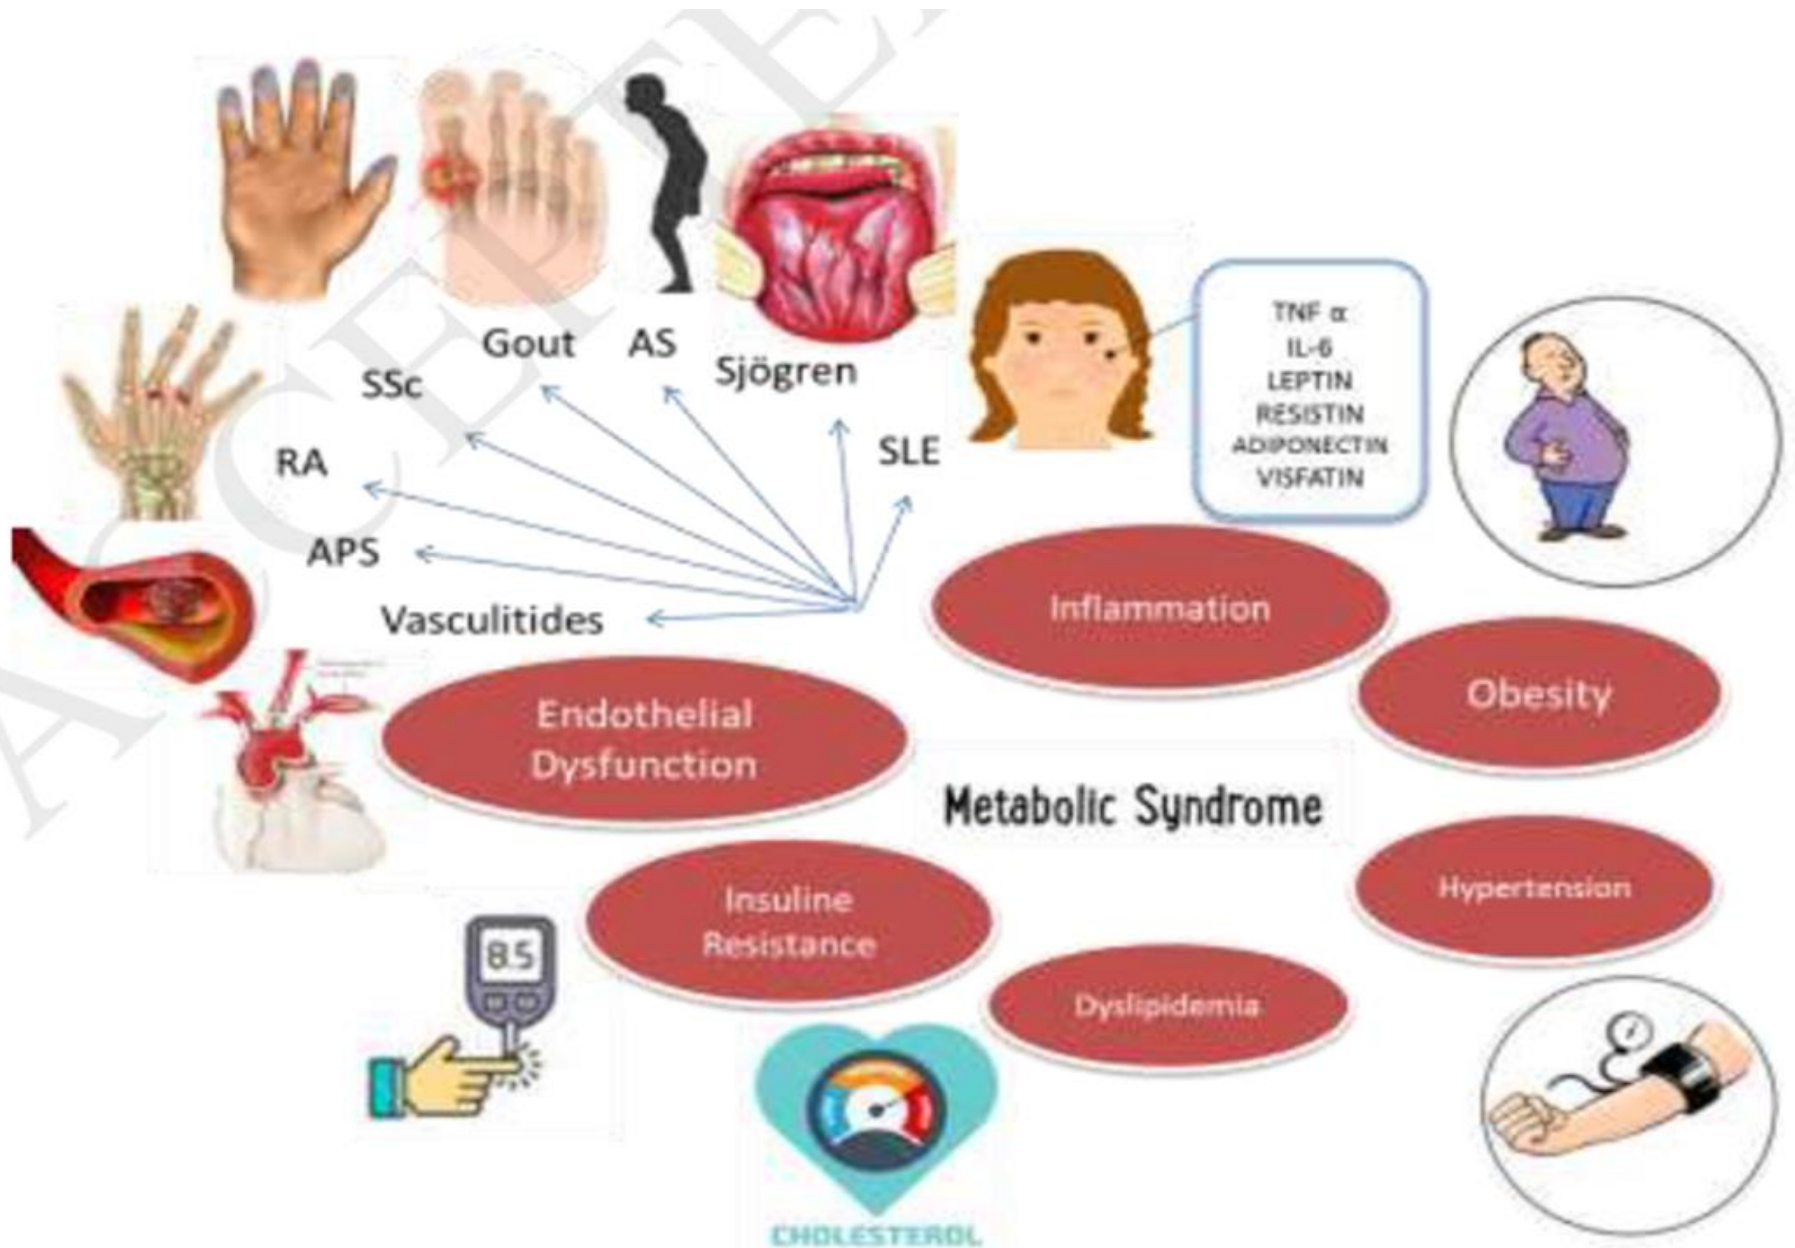 ACCEPTE
Gout
AS
Sjögren
SSc
RA
SLE
APS
Vasculitides
TNF α
IL-6
LEPTIN
RESISTIN
ADIPONECTIN
VISFATIN
Inflammation
Obesity
Endothelial
Dysfunction
Metabolic Syndrome
Hypertension
Insuline
Resistance
Dyslipidemia
8.5
CHOLESTEROL